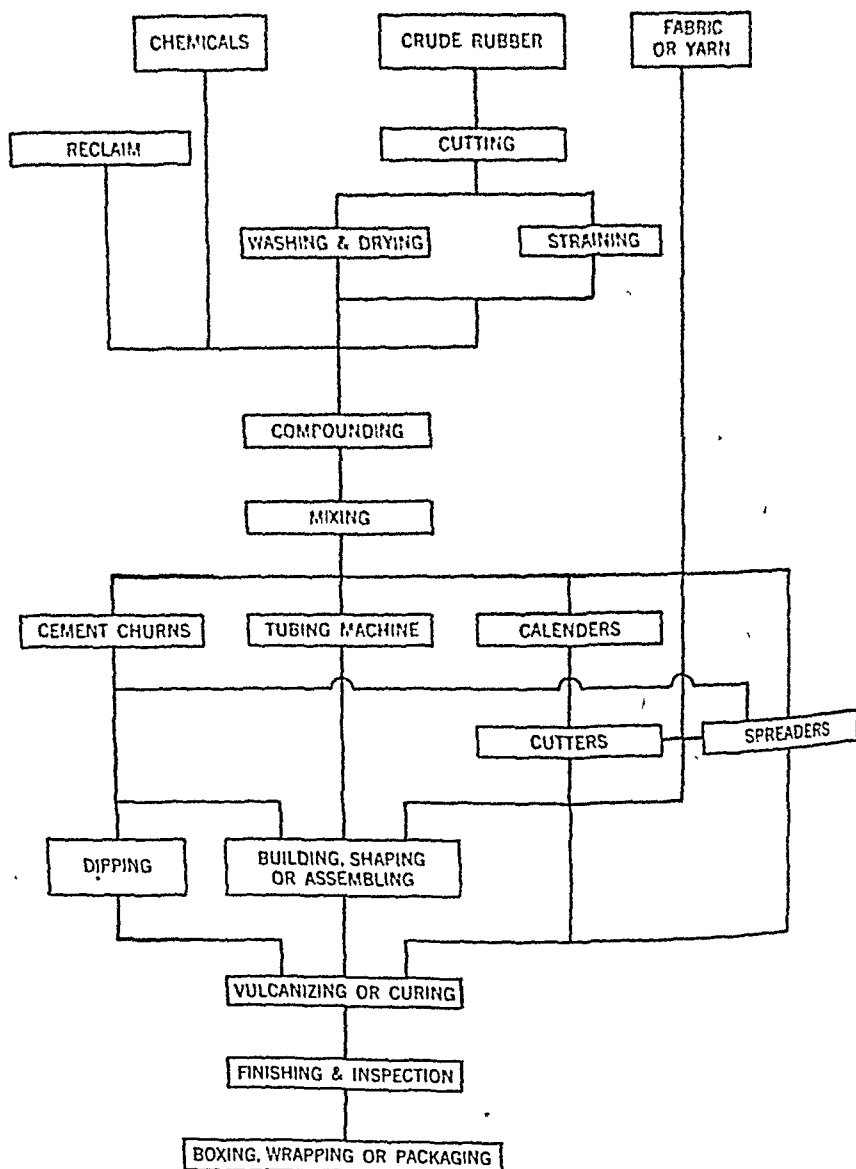 CHEMICALS
CRUDE RUBBER
FABRIC
OR YARN
RECLAIM
CUTTING
WASHING & DRYING
STRAINING
COMPOUNDING
MIXING
CEMENT CHURNS
TUBING MACHINE
CALENDERS
CUTTERS
SPREADERS
DIPPING
BUILDING, SHAPING
OR ASSEMBLING
VULCANIZING OR CURING
FINISHING & INSPECTION
BOXING, WRAPPING OR PACKAGING